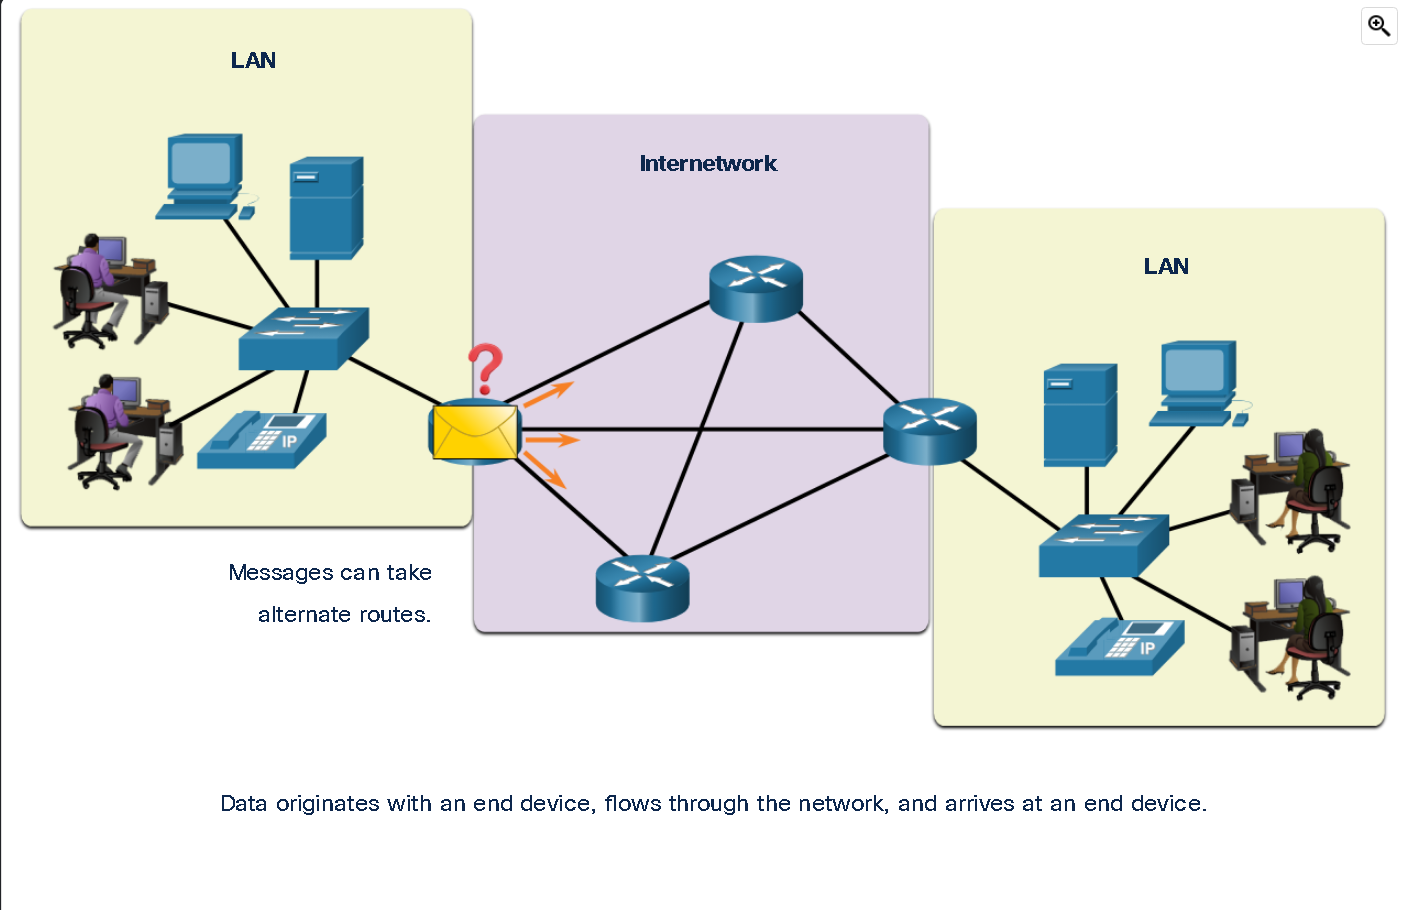 LAN
Internetwork
LAN
?
IP
IP
Messages can take
alternate routes.
Data originates with an end device, flows through the network, and arrives at an end device.